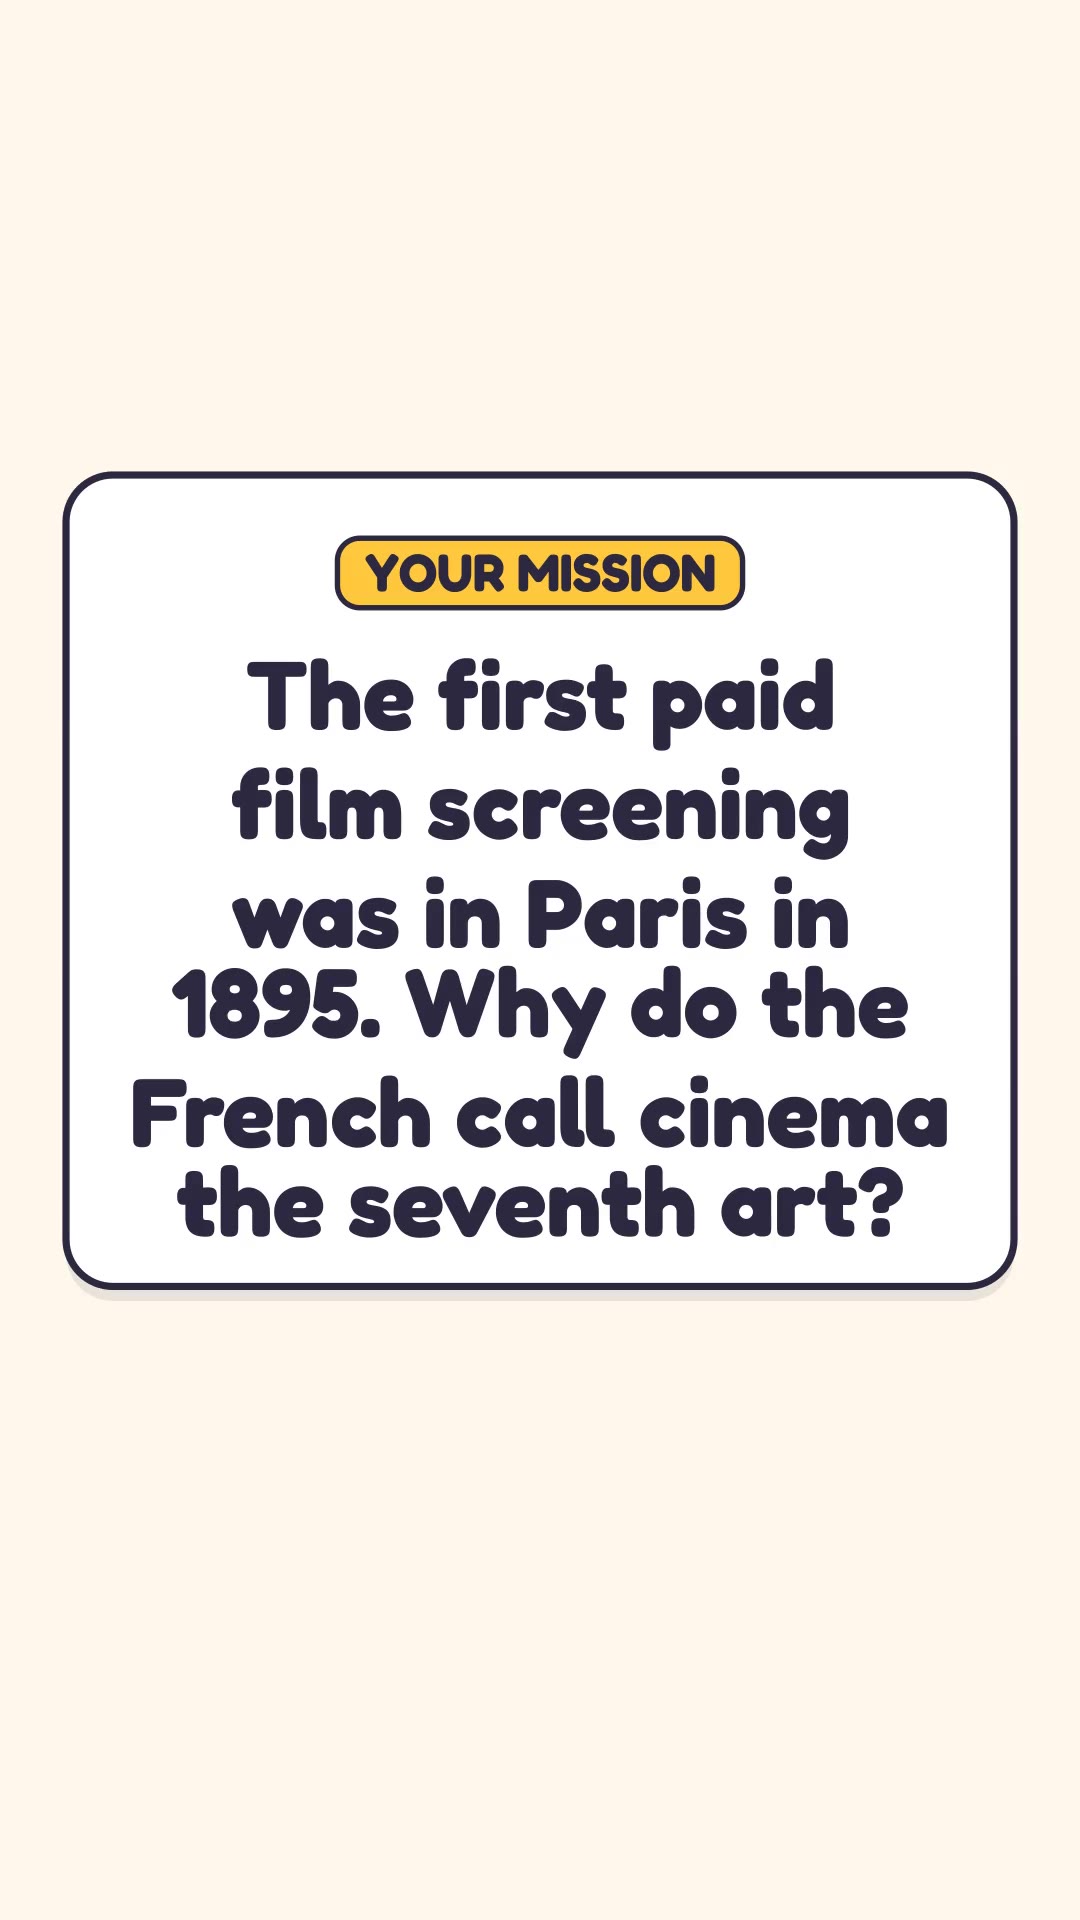 YOUR MISSION
The first paid
film screening
was in Paris in
1895. Why do the
French call cinema
the seventh art?